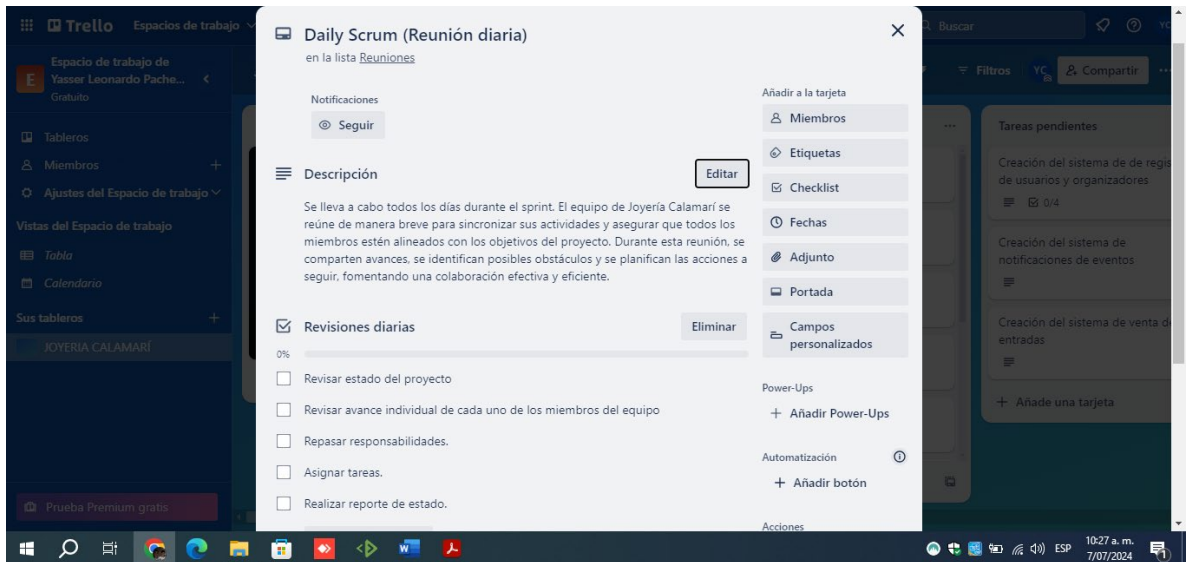 Trello
Espacios de trabajo
Buscar
YC
E
Espacio de trabajo de
Yasser Leonardo Pache...
Gratuito
Tableros
Miembros
Ajustes del Espacio de trabajo
Vistas del Espacio de trabajo
Tabla
Calendario
Sus tableros
JOYERIA CALAMARÍ
Prueba Premium gratis
Daily Scrum (Reunión diaria)
en la lista Reuniones
Notificaciones
Seguir
Descripción
Editar
Se lleva a cabo todos los días durante el sprint. El equipo de Joyería Calamarí se
reúne de manera breve para sincronizar sus actividades y asegurar que todos los
miembros estén alineados con los objetivos del proyecto. Durante esta reunión, se
comparten avances, se identifican posibles obstáculos y se planifican las acciones a
seguir, fomentando una colaboración efectiva y eficiente.
Revisiones diarias
Eliminar
0%
Revisar estado del proyecto
Revisar avance individual de cada uno de los miembros del equipo
Repasar responsabilidades.
Asignar tareas.
Realizar reporte de estado.
Añadir a la tarjeta
Miembros
Etiquetas
Checklist
Fechas
Adjunto
Portada
Campos
personalizados
Power-Ups
+ Añadir Power-Ups
Automatización
+ Añadir botón
Acciones
Filtros
YC
Compartir
Tareas pendientes
Creación del sistema de de regis
de usuarios y organizadores
0/4
Creación del sistema de
notificaciones de eventos
Creación del sistema de venta d
entradas
+ Añade una tarjeta
ESP
10:27 a. m.
7/07/2024